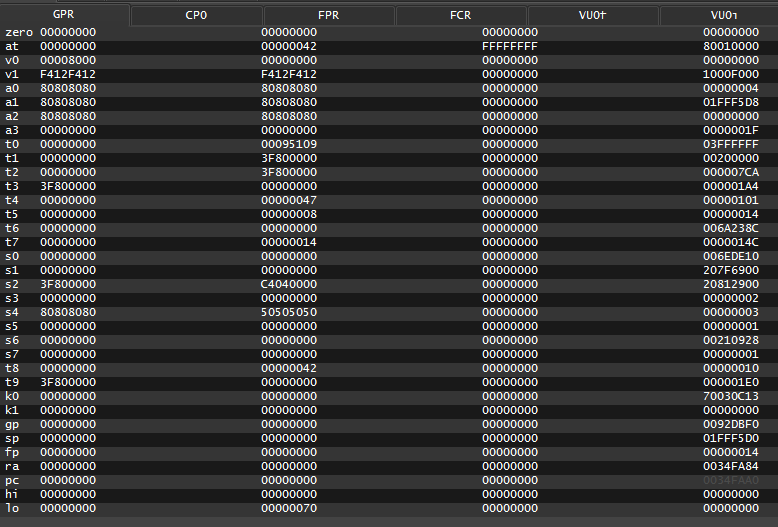 GPR CP0 FPR FCR VU0f VU0i
zero 00000000 00000000 00000000 00000000
at 00000000 00000042 FFFFFFFF 80010000
v0 00008000 00000000 00000000 00000000
v1 F412F412 F412F412 00000000 1000F000
a0 80808080 80808080 00000000 00000004
a1 80808080 80808080 00000000 01FFF5D8
a2 80808080 80808080 00000000 00000000
a3 00000000 00000000 00000000 0000001F
t0 00000000 00095109 00000000 03FFFFFF
t1 00000000 3F800000 00000000 00200000
t2 00000000 3F800000 00000000 000007CA
t3 3F800000 00000000 00000000 000001A4
t4 00000000 00000047 00000000 00000101
t5 00000000 00000008 00000000 00000014
t6 00000000 00000000 00000000 006A238C
t7 00000000 00000014 00000000 0000014C
s0 00000000 00000000 00000000 006EDE10
s1 00000000 00000000 00000000 207F6900
s2 3F800000 C4040000 00000000 20812900
s3 00000000 00000000 00000000 00000002
s4 80808080 50505050 00000000 00000003
s5 00000000 00000000 00000000 00000001
s6 00000000 00000000 00000000 00210928
s7 00000000 00000000 00000000 00000001
t8 00000000 00000042 00000000 00000010
t9 3F800000 00000000 00000000 000001E0
k0 00000000 00000000 00000000 70030C13
k1 00000000 00000000 00000000 00000000
gp 00000000 00000000 00000000 0092DBF0
sp 00000000 00000000 00000000 01FFF5D0
fp 00000000 00000000 00000000 00000014
ra 00000000 00000000 00000000 0034FA84
pc 00000000 00000000 00000000 0034FAA0
hi 00000000 00000000 00000000 00000000
lo 00000000 00000070 00000000 00000000